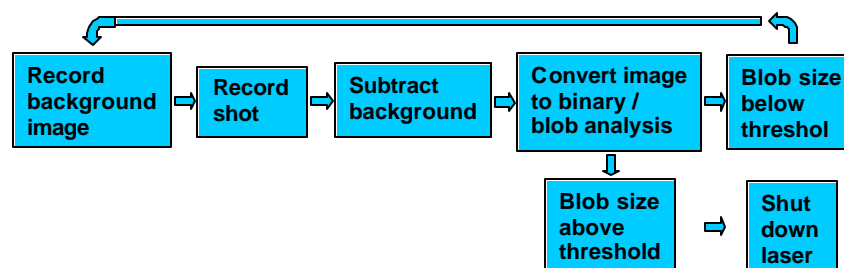 Record
background
image
Record
shot
Subtract
background
Convert image
to binary /
blob analysis
Blob size
below
threshol
Blob size
above
threshold
Shut
down
laser